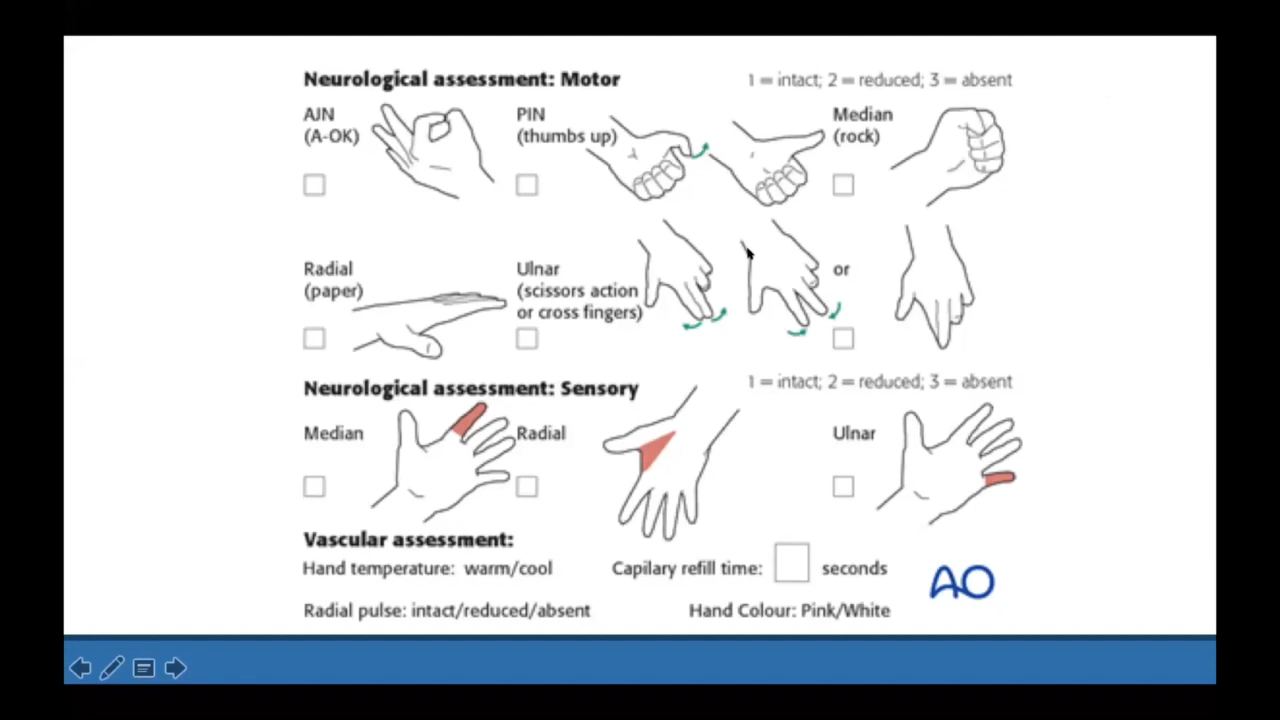 Neurological assessment: Motor
1 = intact; 2 = reduced; 3 = absent
AJN
(A-OK)
PIN
(thumbs up)
Median
(rock)
Radial
(paper)
Ulnar
(scissors action
or cross fingers)
or
Neurological assessment: Sensory
1 = intact; 2 = reduced; 3 = absent
Median
Radial
Ulnar
Vascular assessment:
Hand temperature: warm/cool
Capilary refill time:
seconds
Radial pulse: intact/reduced/absent
Hand Colour: Pink/White
AO